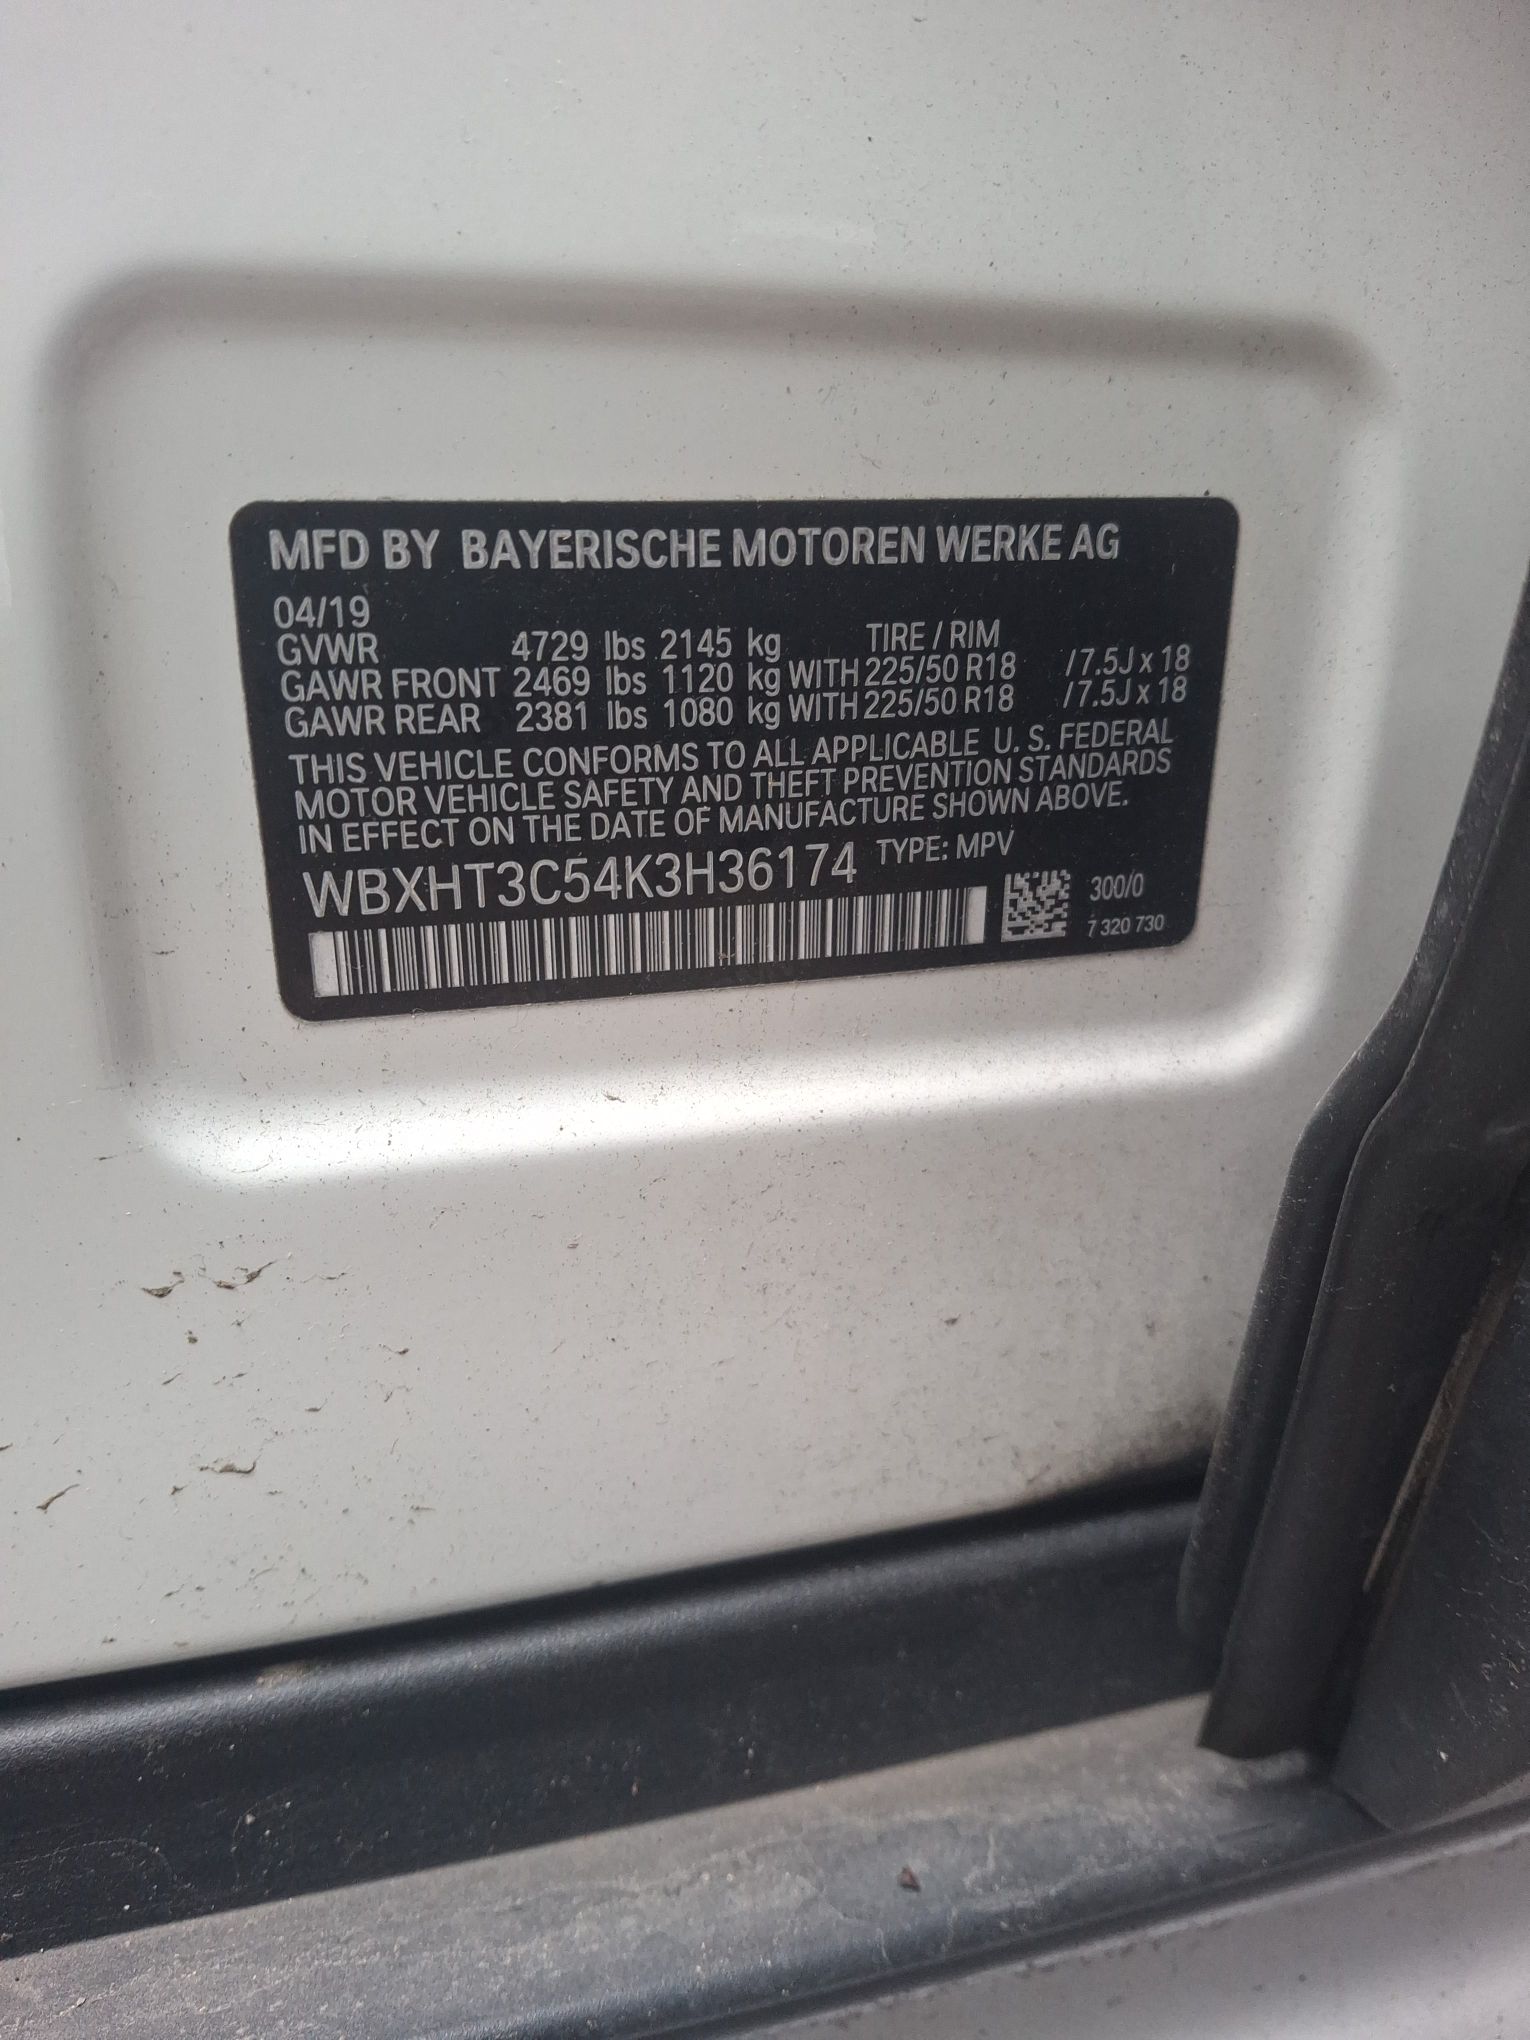 MFD BY BAYERISCHE MOTOREN WERKE AG
04/19
GVWR 4729 lbs 2145 kg TIRE / RIM
GAWR FRONT 2469 lbs 1120 kg WITH 225/50 R18 /7.5J x 18
GAWR REAR 2381 lbs 1080 kg WITH 225/50 R18 /7.5J x 18
THIS VEHICLE CONFORMS TO ALL APPLICABLE U. S. FEDERAL
MOTOR VEHICLE SAFETY AND THEFT PREVENTION STANDARDS
IN EFFECT ON THE DATE OF MANUFACTURE SHOWN ABOVE.
WBXHT3C54K3H36174 TYPE: MPV
300/0
7 320 730